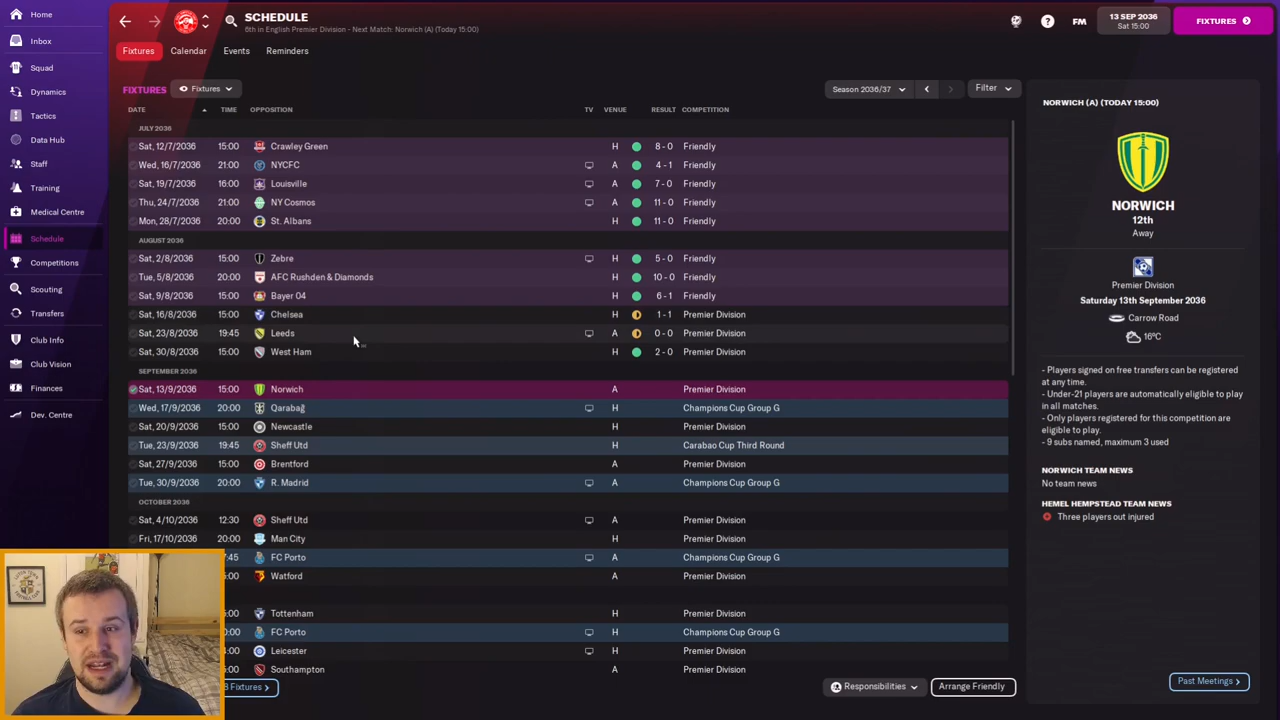 Home
SCHEDULE
6th in English Premier Division - Next Match: Norwich (A) (Today 15:00)
FM
13 SEP 2036
Sat 15:00
FIXTURES
Inbox
Squad
Dynamics
Tactics
Data Hub
Staff
Training
Medical Centre
Schedule
Competitions
Scouting
Transfers
Club Info
Club Vision
Finances
Dev. Centre
Fixtures Calendar Events Reminders
FIXTURES Fixtures Season 2036/37 Filter
DATE TIME OPPOSITION TV VENUE RESULT COMPETITION
JULY 2036
Sat, 12/7/2036 15:00 Crawley Green H 8 - 0 Friendly
Wed, 16/7/2036 21:00 NYCFC A 4 - 1 Friendly
Sat, 19/7/2036 16:00 Louisville A 7 - 0 Friendly
Thu, 24/7/2036 21:00 NY Cosmos A 11 - 0 Friendly
Mon, 28/7/2036 20:00 St. Albans H 11 - 0 Friendly
AUGUST 2036
Sat, 2/8/2036 15:00 Zebre H 5 - 0 Friendly
Tue, 5/8/2036 20:00 AFC Rushden & Diamonds H 10 - 0 Friendly
Sat, 9/8/2036 15:00 Bayer 04 H 6 - 1 Friendly
Sat, 16/8/2036 15:00 Chelsea H 1 - 1 Premier Division
Sat, 23/8/2036 19:45 Leeds A 0 - 0 Premier Division
Sat, 30/8/2036 15:00 West Ham H 2 - 0 Premier Division
SEPTEMBER 2036
Sat, 13/9/2036 15:00 Norwich A Premier Division
Wed, 17/9/2036 20:00 Qarabağ H Champions Cup Group G
Sat, 20/9/2036 15:00 Newcastle H Premier Division
Tue, 23/9/2036 19:45 Sheff Utd H Carabao Cup Third Round
Sat, 27/9/2036 15:00 Brentford A Premier Division
Tue, 30/9/2036 20:00 R. Madrid A Champions Cup Group G
OCTOBER 2036
Sat, 4/10/2036 12:30 Sheff Utd A Premier Division
Fri, 17/10/2036 20:00 Man City H Premier Division
:45 FC Porto A Champions Cup Group G
:00 Watford A Premier Division
:00 Tottenham H Premier Division
:00 FC Porto H Champions Cup Group G
:00 Leicester H Premier Division
:00 Southampton A Premier Division
Fixtures
Responsibilities
Arrange Friendly
NORWICH (A) (TODAY 15:00)
NORWICH
12th
Away
Premier Division
Saturday 13th September 2036
Carrow Road
16°C
- Players signed on free transfers can be registered
at any time.
- Under-21 players are automatically eligible to play
in all matches.
- Only players registered for this competition are
eligible to play.
- 9 subs named, maximum 3 used
NORWICH TEAM NEWS
No team news
HEMEL HEMPSTEAD TEAM NEWS
Three players out injured
Past Meetings